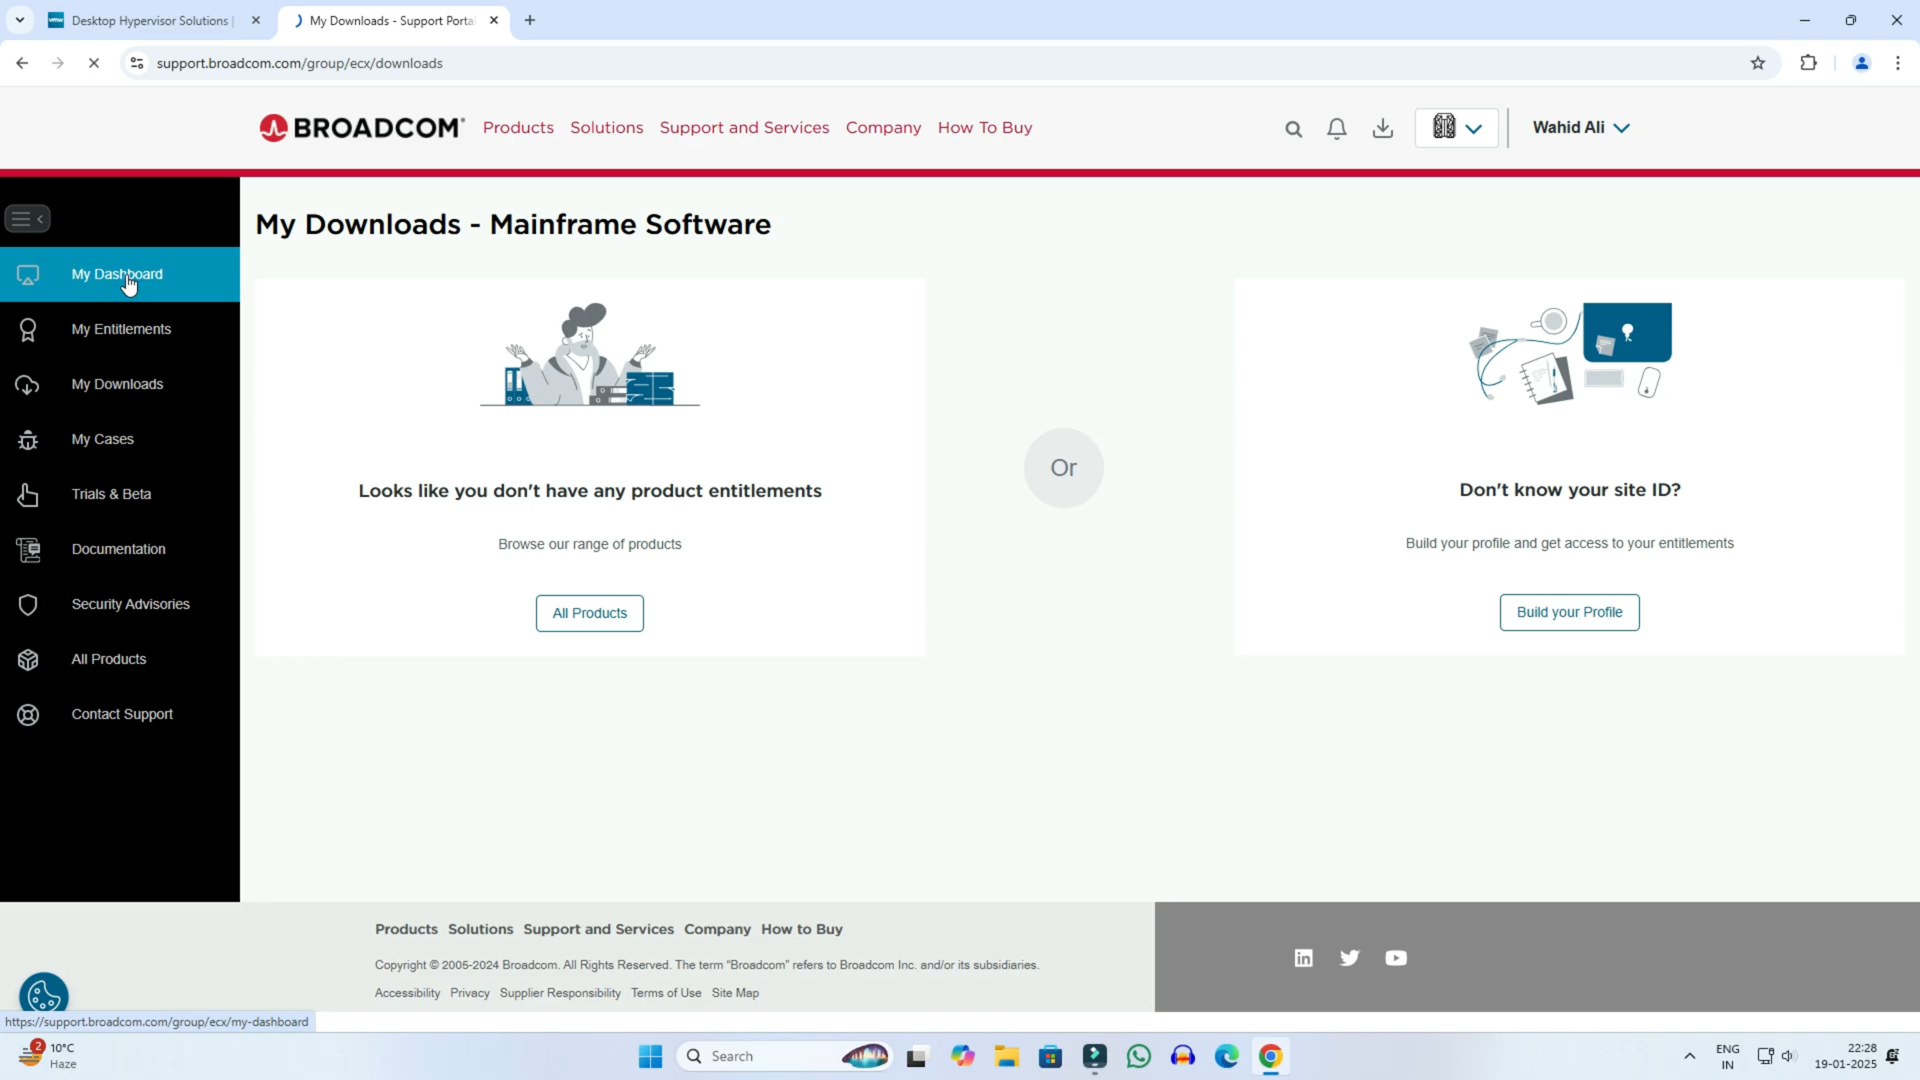 Desktop Hypervisor Solutions |
My Downloads - Support Porta
support.broadcom.com/group/ecx/downloads
BROADCOM
Products
Solutions
Support and Services
Company
How To Buy
Wahid Ali
My Downloads - Mainframe Software
My Dashboard
My Entitlements
My Downloads
My Cases
Trials & Beta
Documentation
Security Advisories
All Products
Contact Support
Looks like you don't have any product entitlements
Browse our range of products
All Products
Or
Don't know your site ID?
Build your profile and get access to your entitlements
Build your Profile
Products Solutions Support and Services Company How to Buy
Copyright © 2005-2024 Broadcom. All Rights Reserved. The term “Broadcom” refers to Broadcom Inc. and/or its subsidiaries.
Accessibility Privacy Supplier Responsibility Terms of Use Site Map
https://support.broadcom.com/group/ecx/my-dashboard
2
10°C
Haze
Search
ENG
IN
22:28
19-01-2025